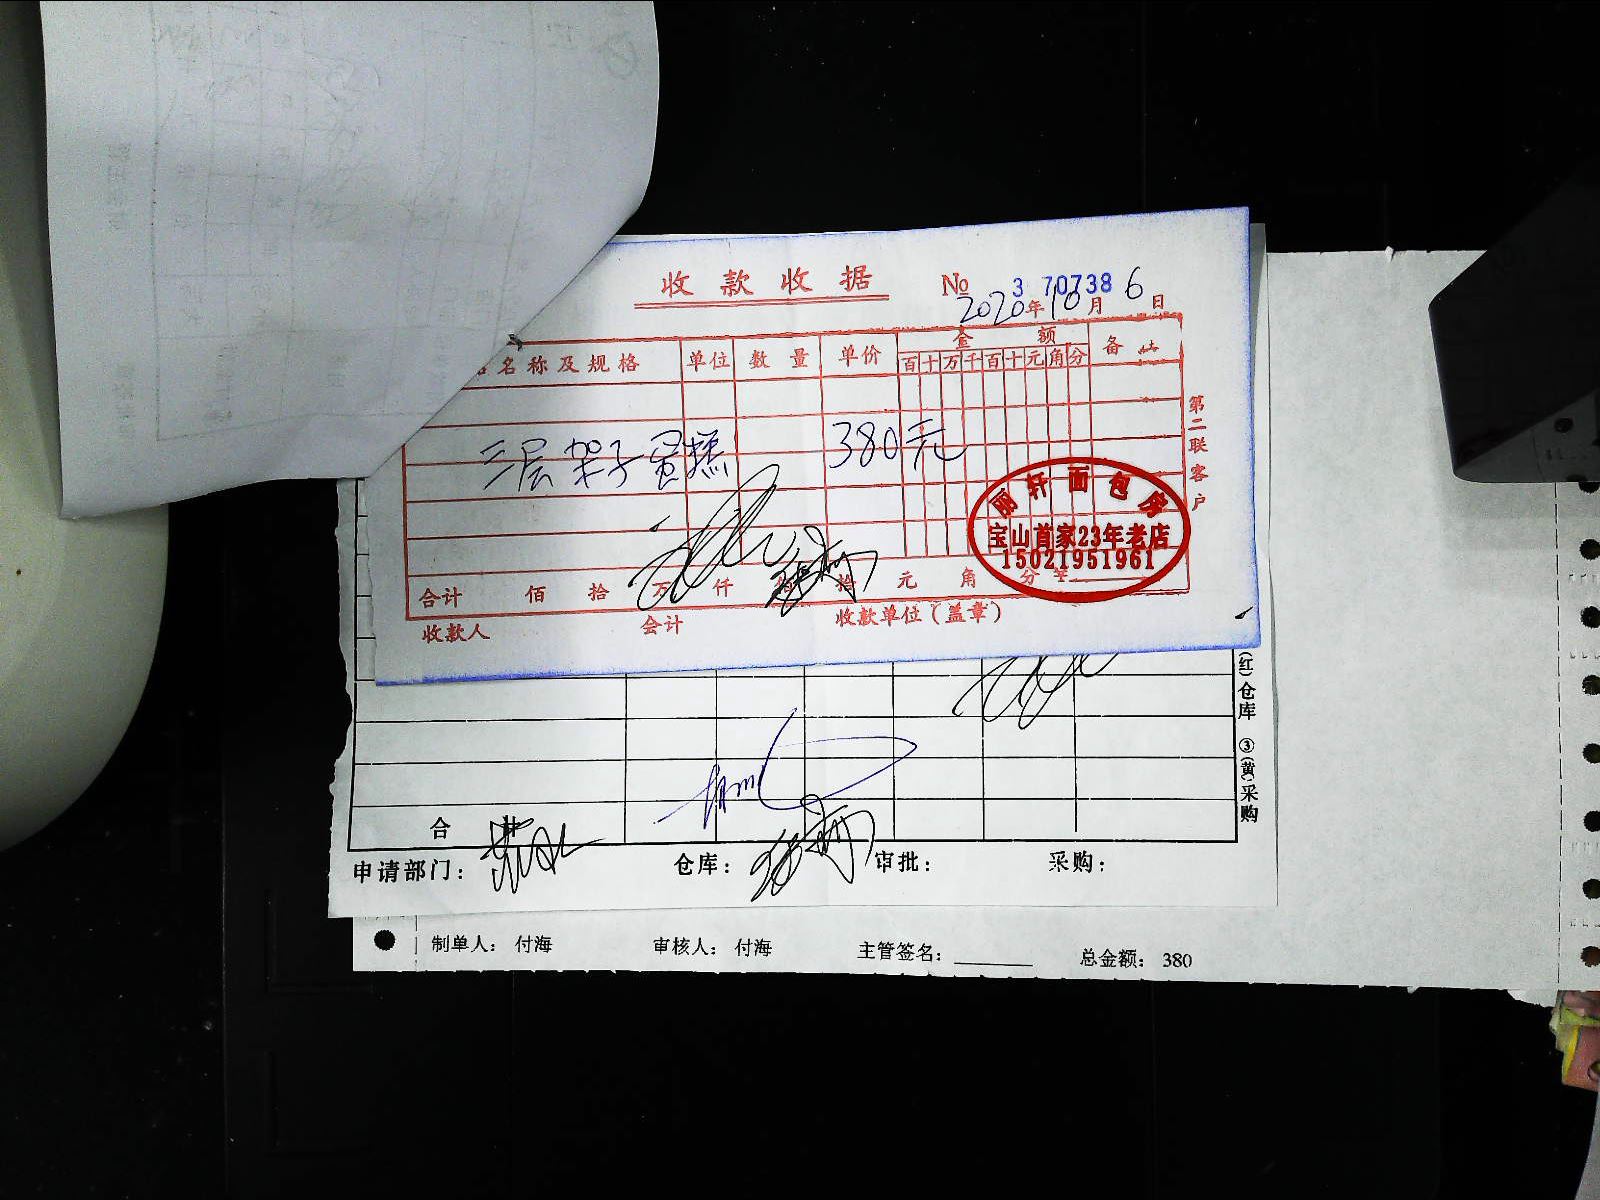 收款收据
№ 3 70738
2020年10月6日
名称及规格 单位 数量 单价 金额 备
百十万千百十元角分
三层架子蛋糕 380元
第二联客户
丽轩面包房
宝山首家23年老店
15021951961
合计 佰 拾 万 仟 拾 元 角 分
收款人 会计 收款单位(盖章)
(红)仓库 ③(黄)采购
合计
申请部门: 仓库: 审批: 采购:
制单人: 付海 审核人: 付海 主管签名: 总金额: 380